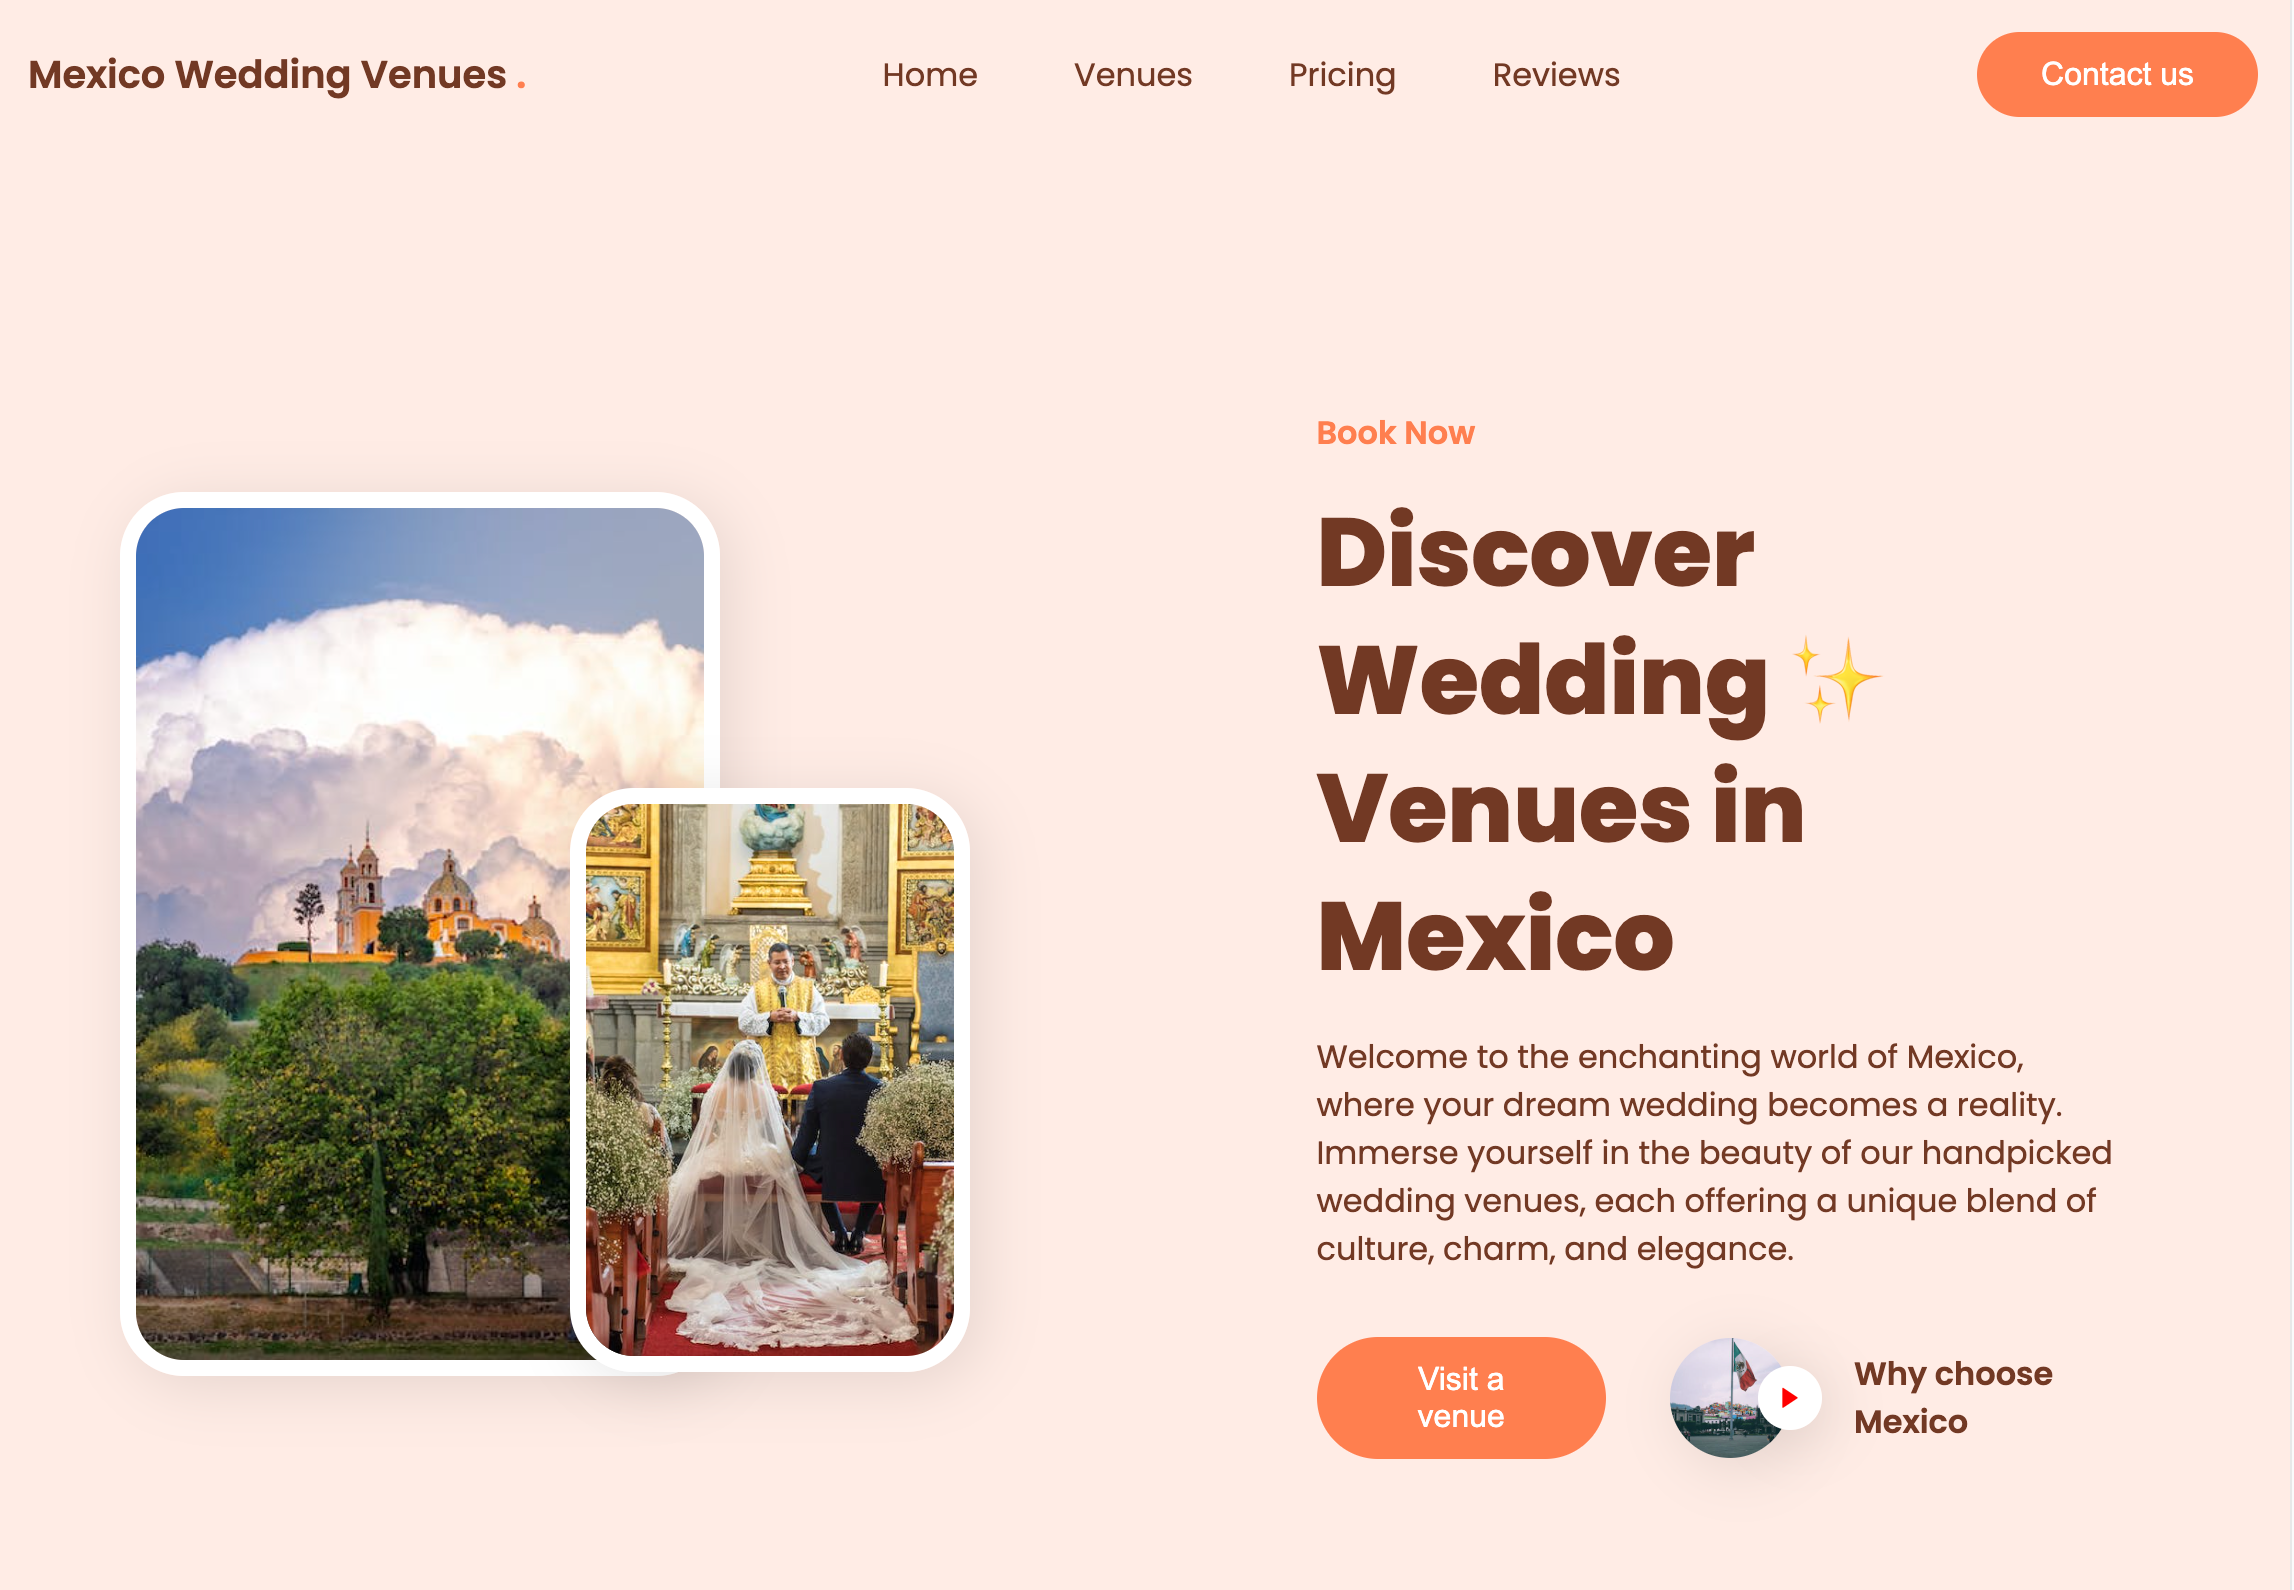 Mexico Wedding Venues .
Home
Venues
Pricing
Reviews
Contact us
Book Now
Discover
Wedding ✨
Venues in
Mexico
Welcome to the enchanting world of Mexico,
where your dream wedding becomes a reality.
Immerse yourself in the beauty of our handpicked
wedding venues, each offering a unique blend of
culture, charm, and elegance.
Visit a
venue
Why choose
Mexico